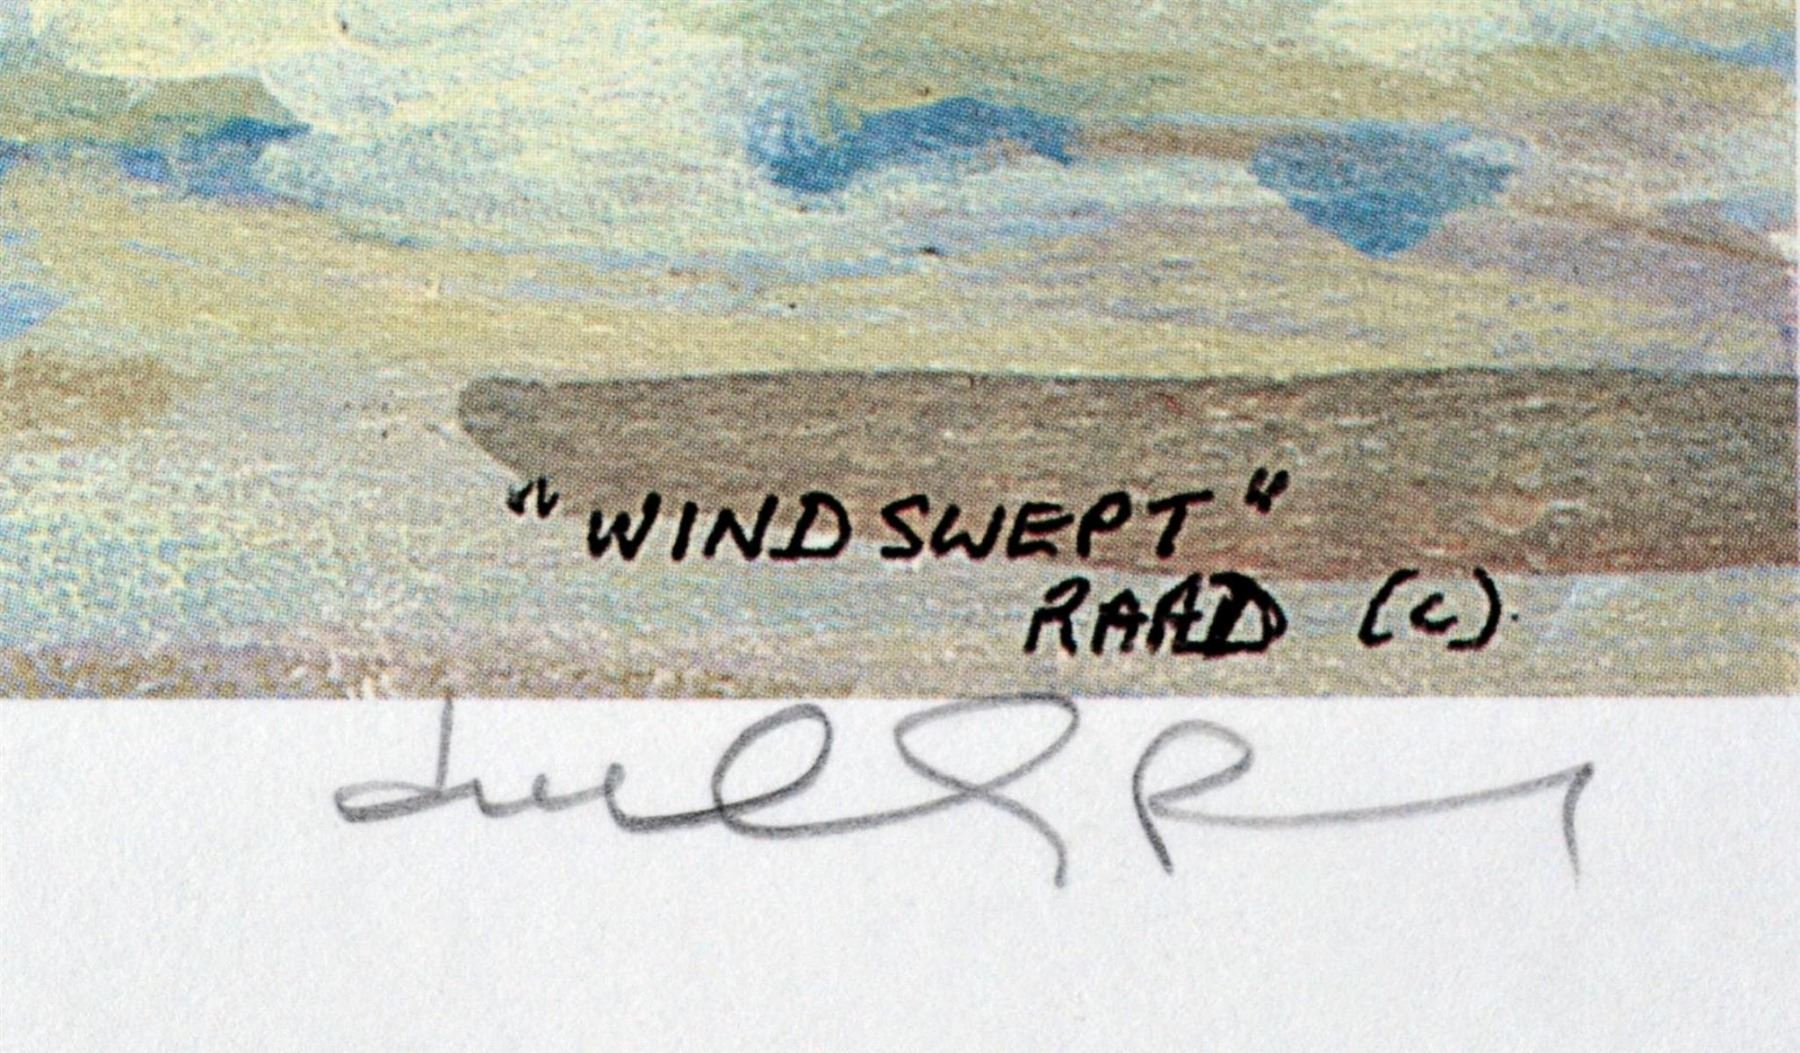 "WINDSWEPT"
RAAD (C).